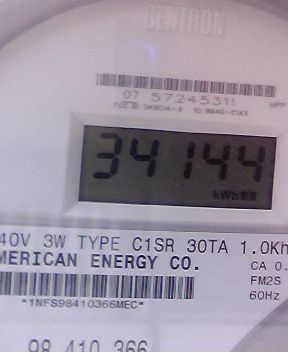 CENTRON
07 57245311
34144
kWh
40V 3W TYPE C1SR 30TA 1.0Kh
MERICAN ENERGY CO.
CA 0.
FM2S
*1NFS98410366MEC*
60Hz
98 410 366